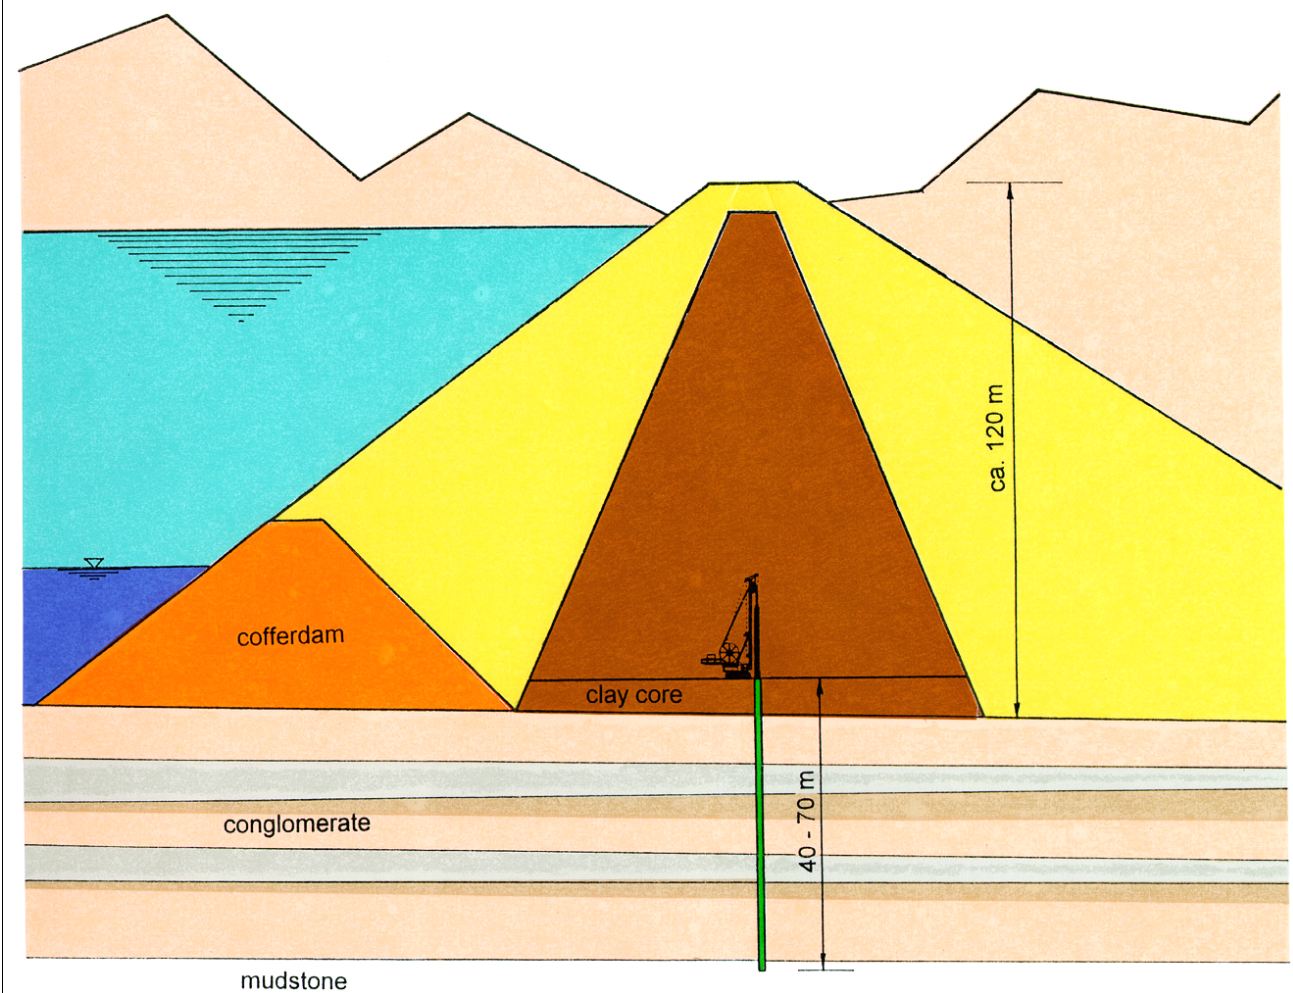 ca. 120 m
cofferdam
clay core
40 - 70 m
conglomerate
mudstone